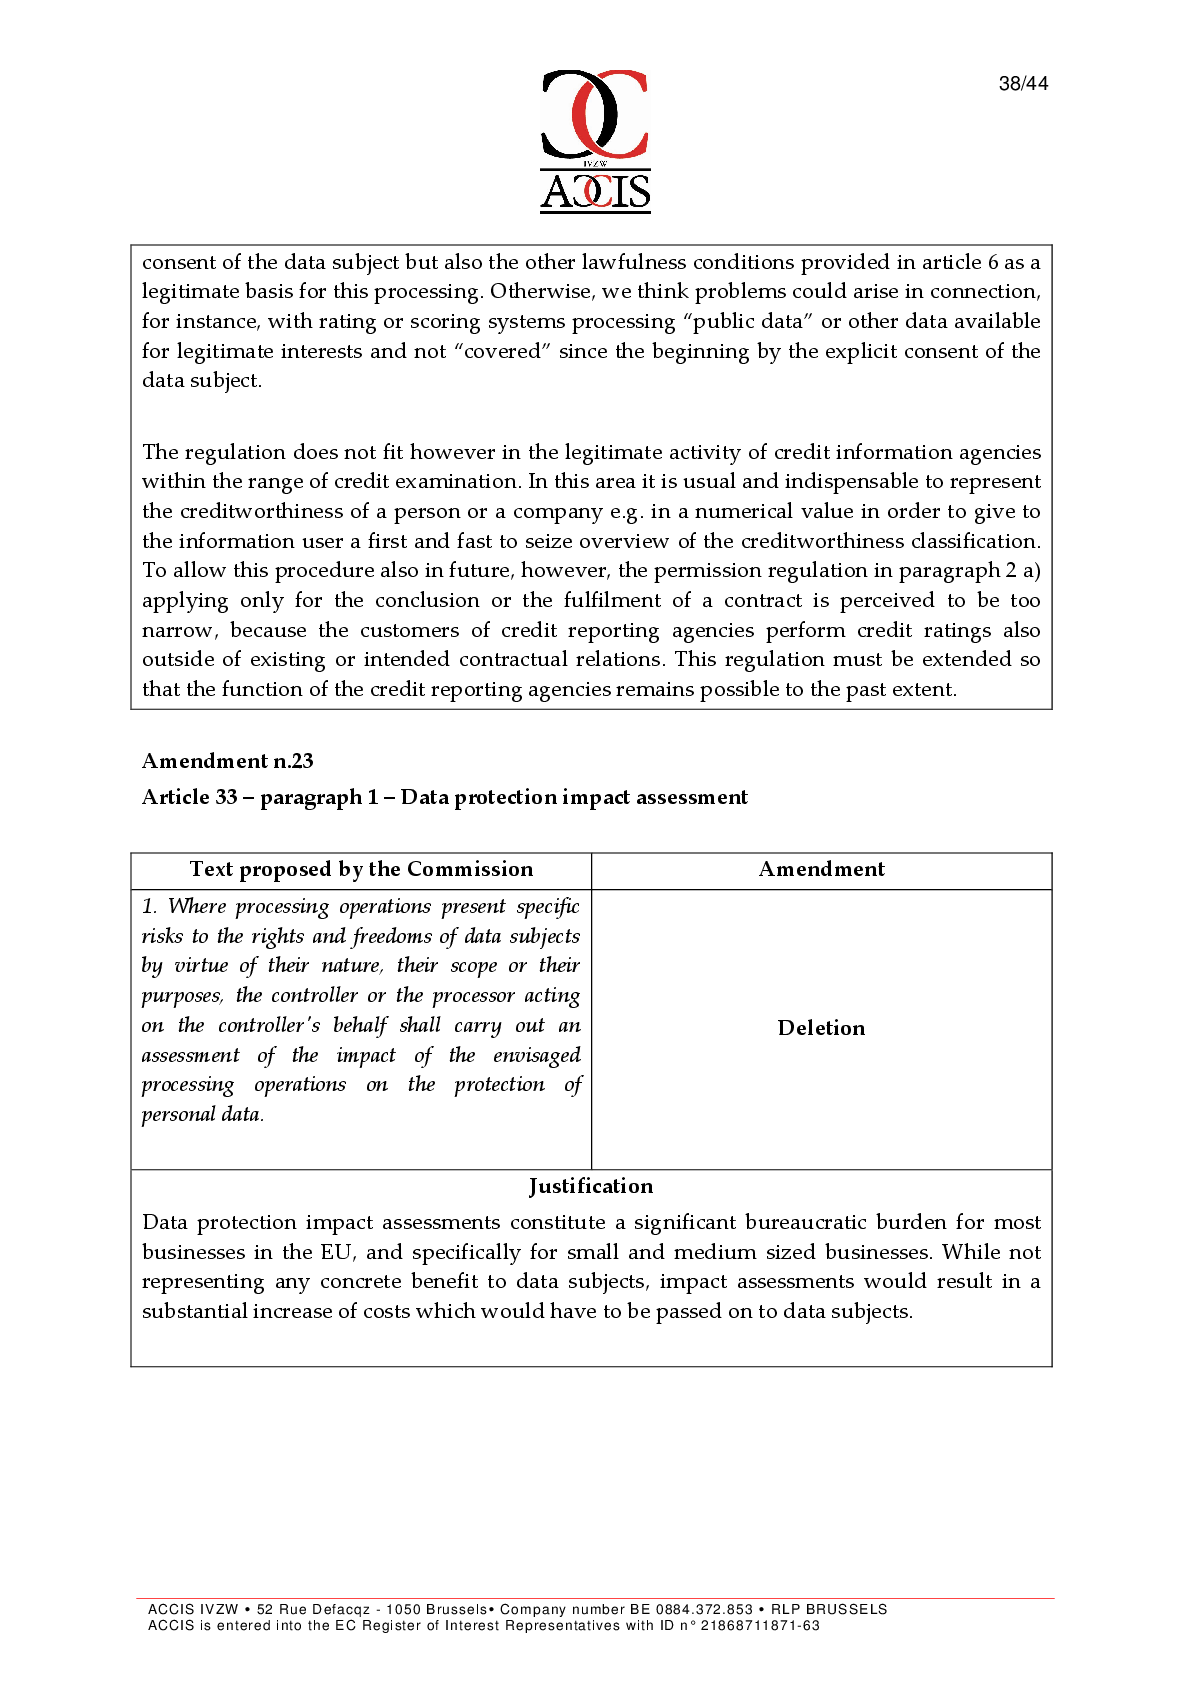 38/44
IVZW
ACCIS
consent of the data subject but also the other lawfulness conditions provided in article 6 as a
legitimate basis for this processing. Otherwise, we think problems could arise in connection,
for instance, with rating or scoring systems processing “public data” or other data available
for legitimate interests and not “covered” since the beginning by the explicit consent of the
data subject.
The regulation does not fit however in the legitimate activity of credit information agencies
within the range of credit examination. In this area it is usual and indispensable to represent
the creditworthiness of a person or a company e.g. in a numerical value in order to give to
the information user a first and fast to seize overview of the creditworthiness classification.
To allow this procedure also in future, however, the permission regulation in paragraph 2 a)
applying only for the conclusion or the fulfilment of a contract is perceived to be too
narrow, because the customers of credit reporting agencies perform credit ratings also
outside of existing or intended contractual relations. This regulation must be extended so
that the function of the credit reporting agencies remains possible to the past extent.
Amendment n.23
Article 33 – paragraph 1 – Data protection impact assessment
Text proposed by the Commission
Amendment
1. Where processing operations present specific
risks to the rights and freedoms of data subjects
by virtue of their nature, their scope or their
purposes, the controller or the processor acting
on the controller's behalf shall carry out an
assessment of the impact of the envisaged
processing operations on the protection of
personal data.
Deletion
Justification
Data protection impact assessments constitute a significant bureaucratic burden for most
businesses in the EU, and specifically for small and medium sized businesses. While not
representing any concrete benefit to data subjects, impact assessments would result in a
substantial increase of costs which would have to be passed on to data subjects.
ACCIS IVZW • 52 Rue Defacqz - 1050 Brussels• Company number BE 0884.372.853 • RLP BRUSSELS
ACCIS is entered into the EC Register of Interest Representatives with ID n° 21868711871-63